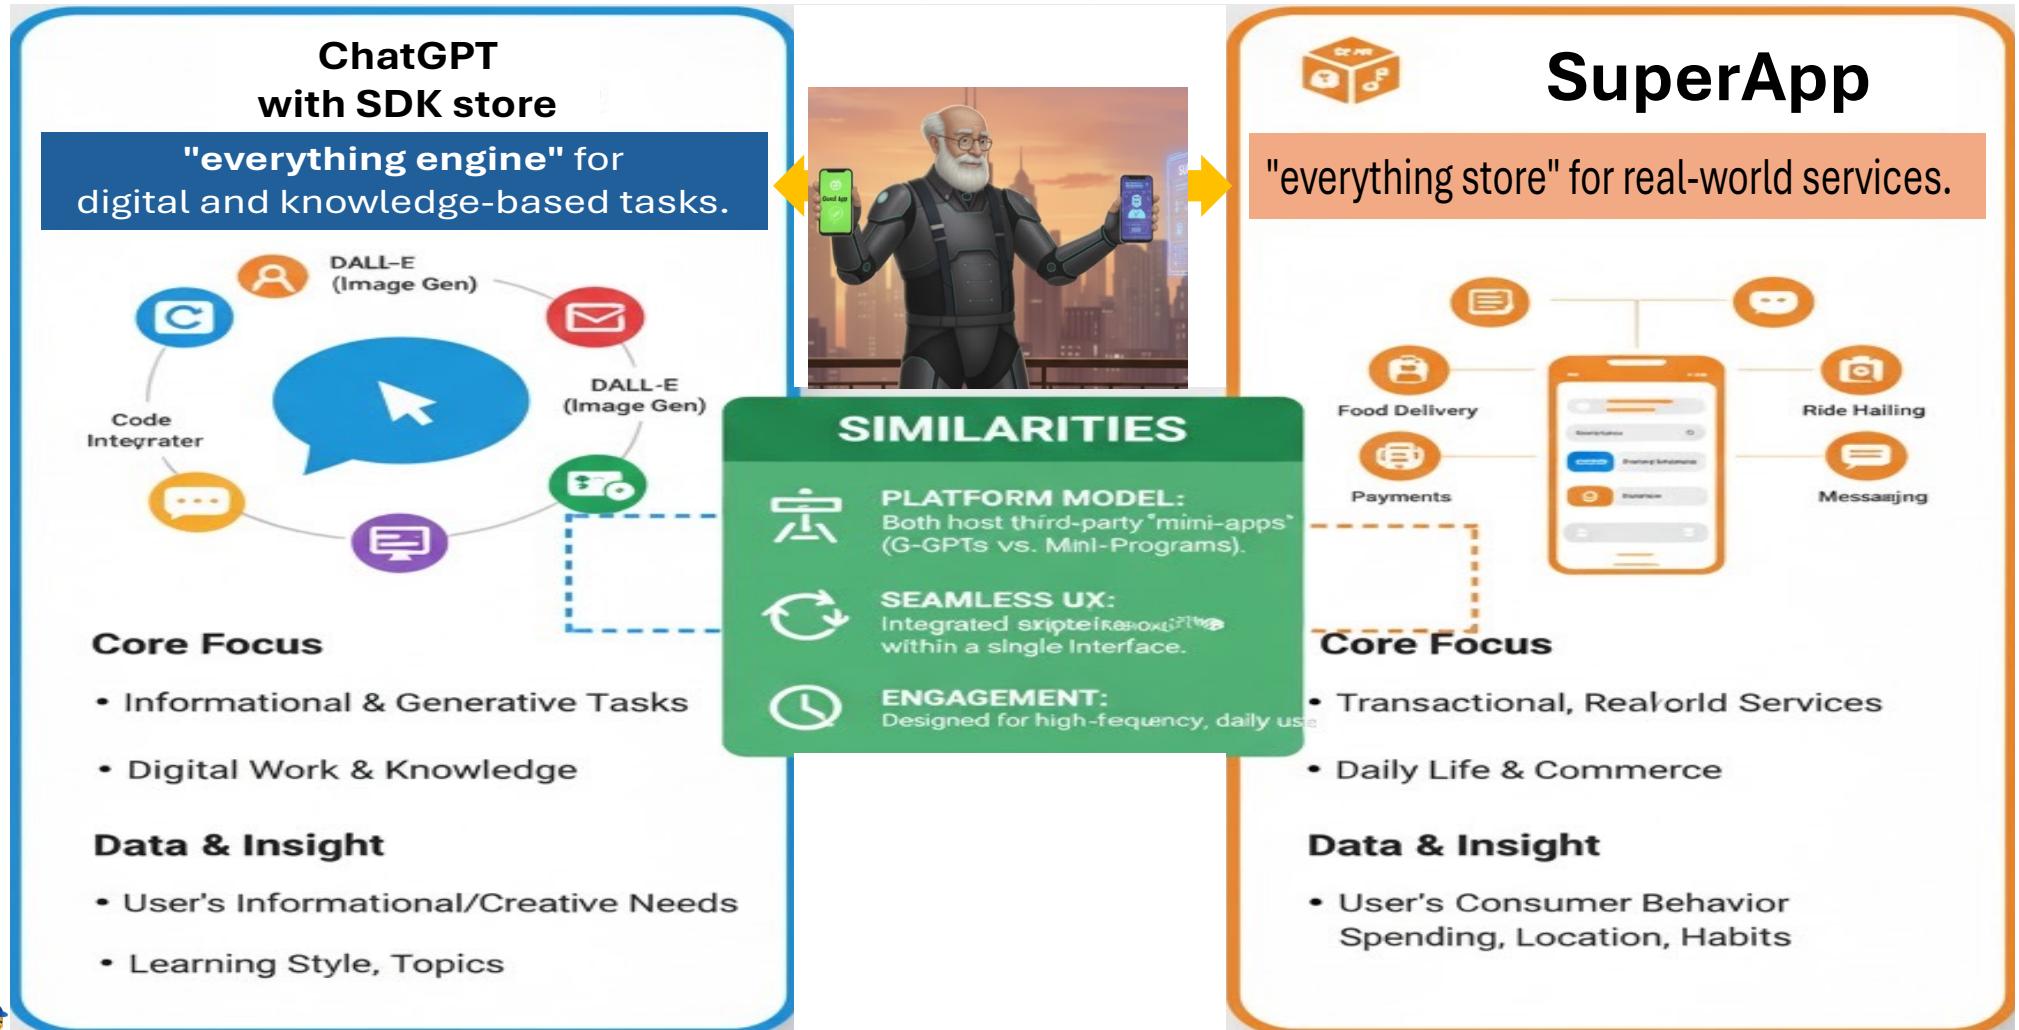 ChatGPT
with SDK store
"everything engine" for
digital and knowledge-based tasks.
DALL-E
(Image Gen)
DALL-E
(Image Gen)
Code
Integrater
Core Focus
• Informational & Generative Tasks
• Digital Work & Knowledge
Data & Insight
• User's Informational/Creative Needs
• Learning Style, Topics
SIMILARITIES
PLATFORM MODEL:
Both host third-party "mini-apps"
(G-GPTs vs. Mini-Programs).
SEAMLESS UX:
Integrated
within a single Interface.
ENGAGEMENT:
Designed for high-fequency, daily use
SuperApp
"everything store" for real-world services.
Food Delivery
Ride Hailing
Payments
Messaging
Core Focus
• Transactional, Realorld Services
• Daily Life & Commerce
Data & Insight
• User's Consumer Behavior
Spending, Location, Habits